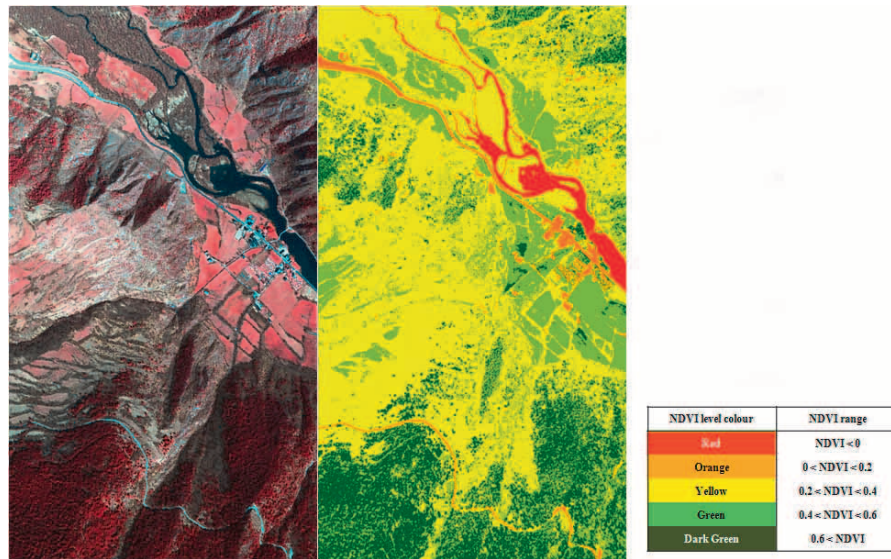 NDVI level colour NDVI range
Red NDVI < 0
Orange 0 < NDVI < 0.2
Yellow 0.2 < NDVI < 0.4
Green 0.4 < NDVI < 0.6
Dark Green 0.6 < NDVI